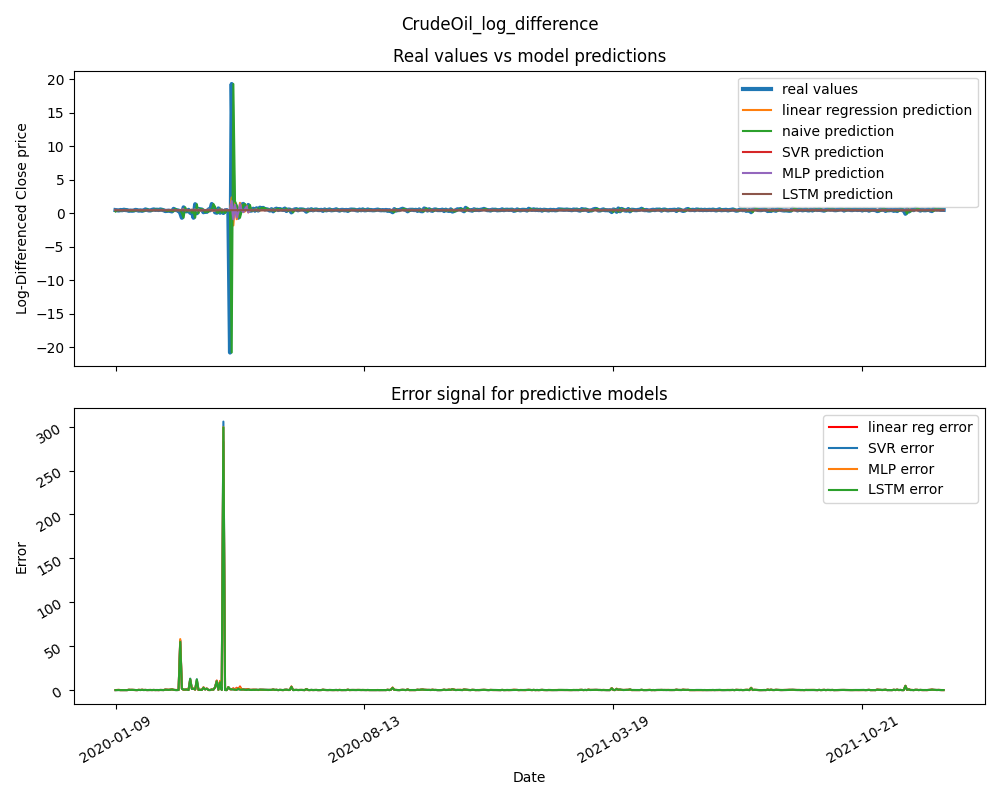 CrudeOil_log_difference
Real values vs model predictions
Log-Differenced Close price
20
15
10
5
0
−5
−10
−15
−20
real values
linear regression prediction
naive prediction
SVR prediction
MLP prediction
LSTM prediction
Error signal for predictive models
Error
300
250
200
150
100
50
0
linear reg error
SVR error
MLP error
LSTM error
2020-01-09
2020-08-13
2021-03-19
2021-10-21
Date